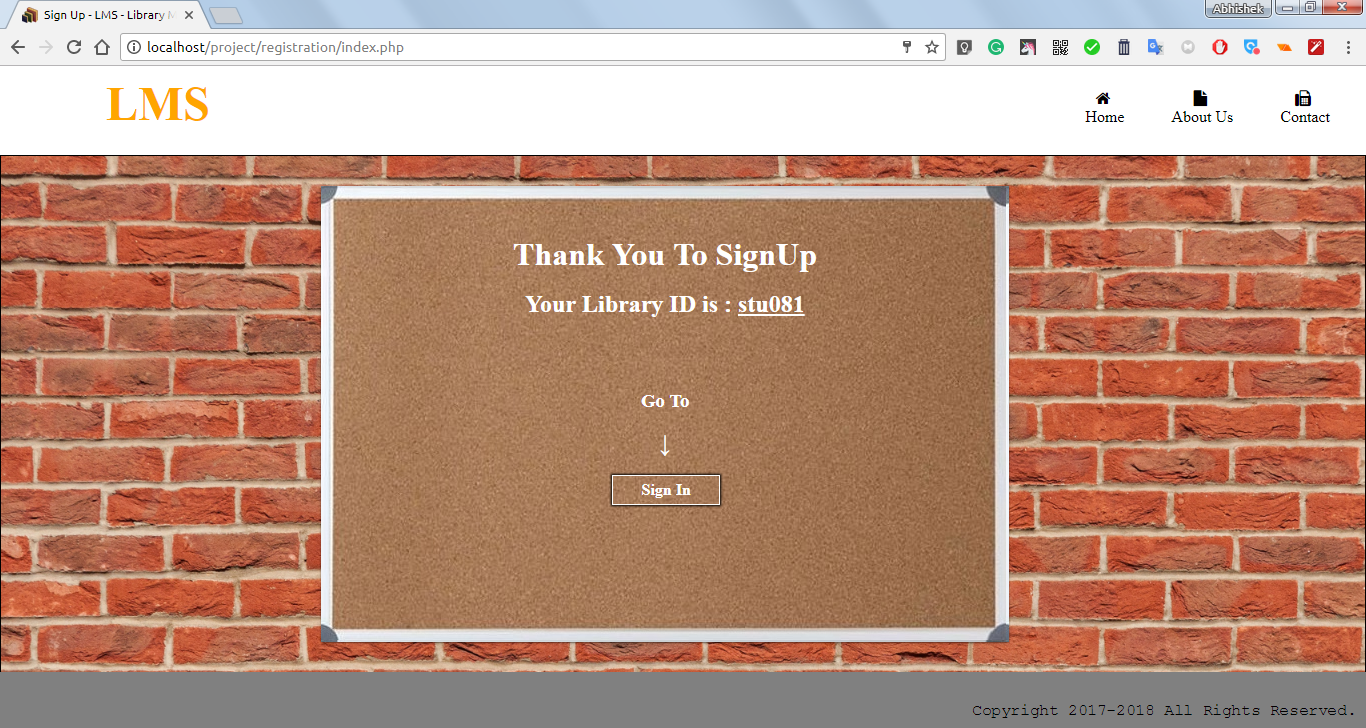 Sign Up - LMS - Library M
Abhishek
localhost/project/registration/index.php
LMS
Home
About Us
Contact
Thank You To SignUp
Your Library ID is : stu081
Go To
↓
Sign In
Copyright 2017-2018 All Rights Reserved.